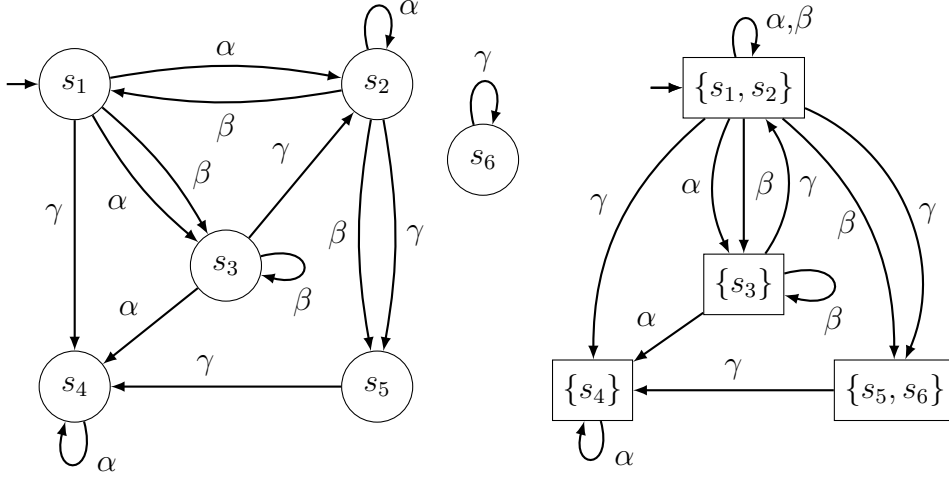 α
α,β
s₁
α
s₂
γ
{s₁, s₂}
β
s₆
γ
β
γ
α
β
γ
γ
α
β
γ
β
γ
s₃
β
γ
{s₃}
α
β
α
β
s₄
γ
s₅
{s₄}
γ
{s₅, s₆}
α
α